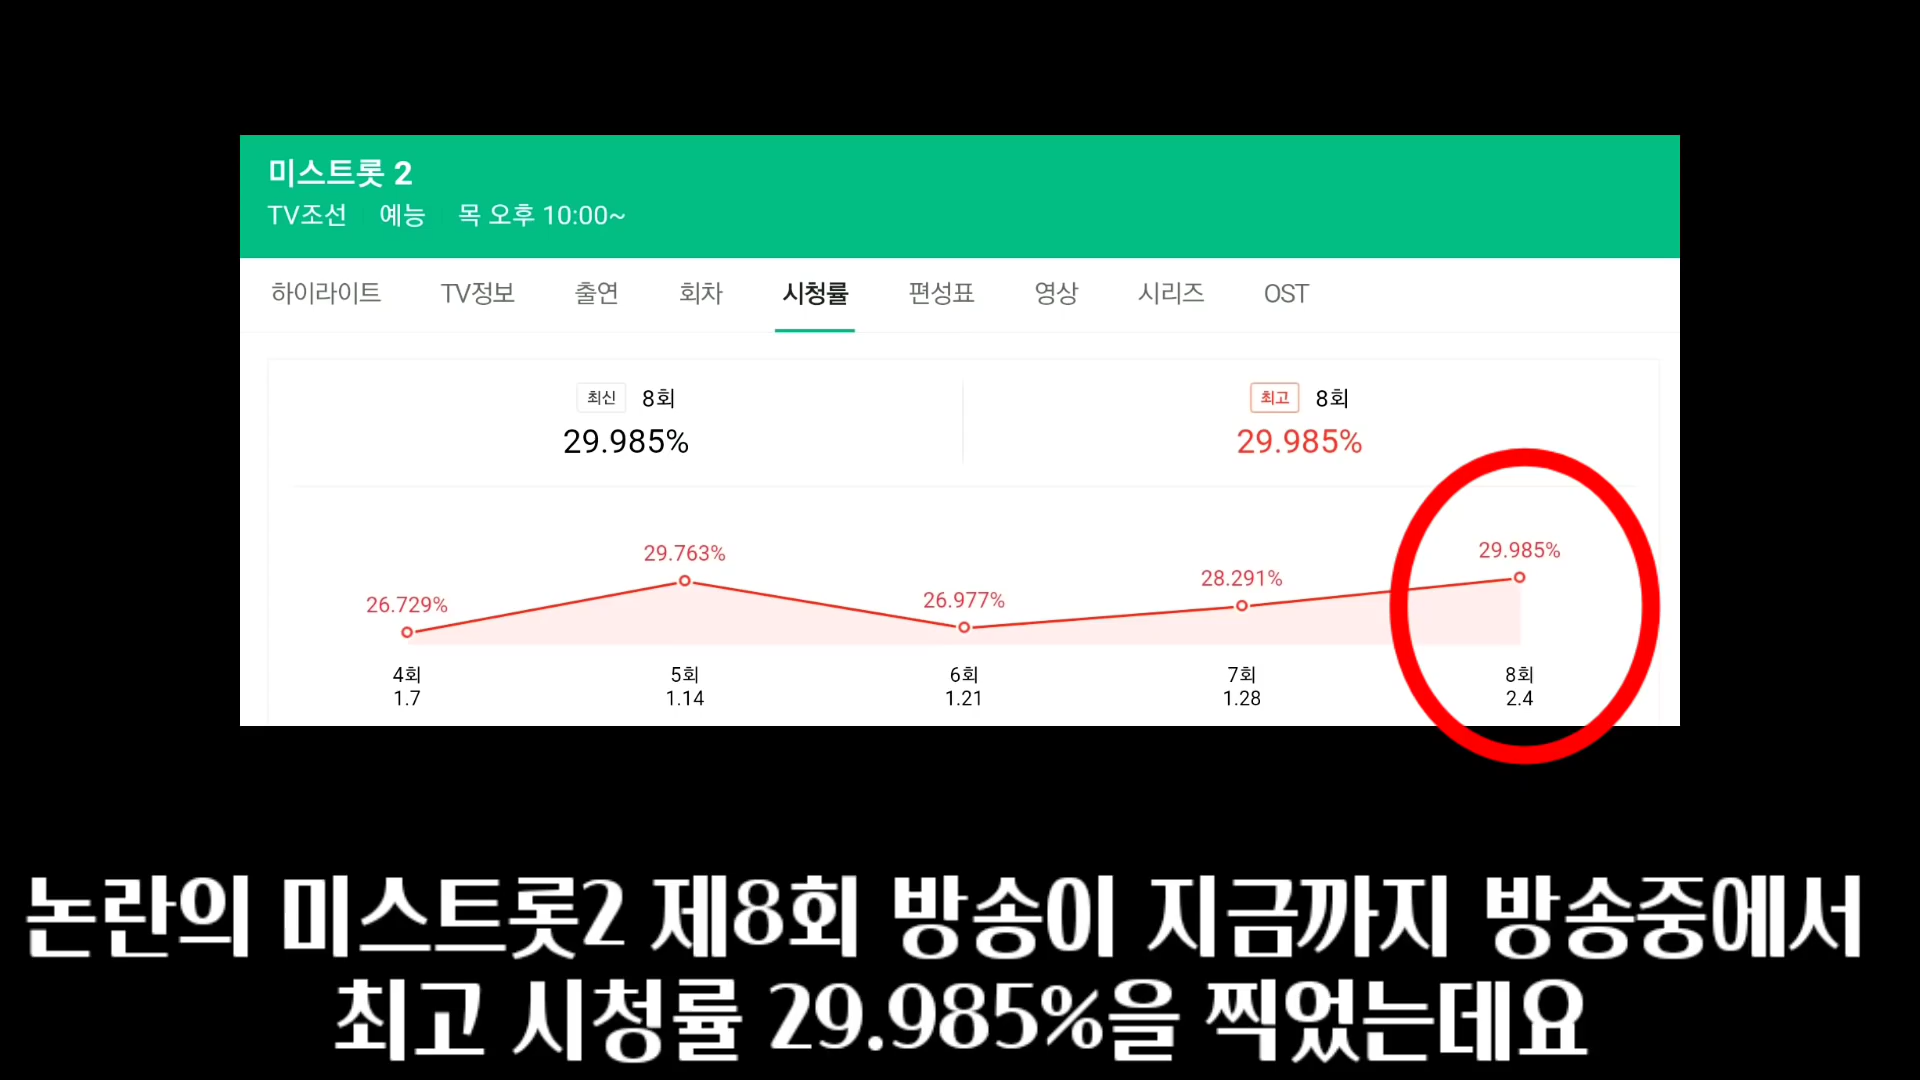 미스트롯 2
TV조선 예능 목 오후 10:00~
하이라이트 TV정보 출연 회차 시청률 편성표 영상 시리즈 OST
최신 8회
29.985%
최고 8회
29.985%
26.729% 29.763% 26.977% 28.291% 29.985%
4회 5회 6회 7회 8회
1.7 1.14 1.21 1.28 2.4
논란의 미스트롯2 제8회 방송이 지금까지 방송중에서
최고 시청률 29.985%을 찍었는데요